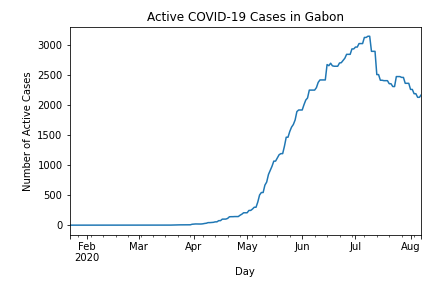 Active COVID-19 Cases in Gabon
Number of Active Cases
3000
2500
2000
1500
1000
500
0
Feb Mar Apr May Jun Jul Aug
2020
Day